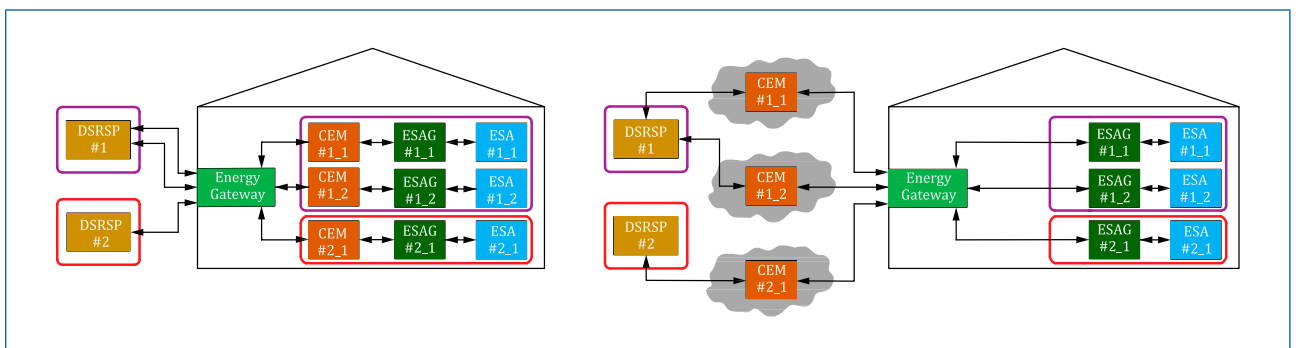 DSRSP
#1
DSRSP
#2
Energy
Gateway
CEM
#1_1
ESAG
#1_1
ESA
#1_1
CEM
#1_2
ESAG
#1_2
ESA
#1_2
CEM
#2_1
ESAG
#2_1
ESA
#2_1
DSRSP
#1
DSRSP
#2
CEM
#1_1
CEM
#1_2
CEM
#2_1
Energy
Gateway
ESAG
#1_1
ESA
#1_1
ESAG
#1_2
ESA
#1_2
ESAG
#2_1
ESA
#2_1